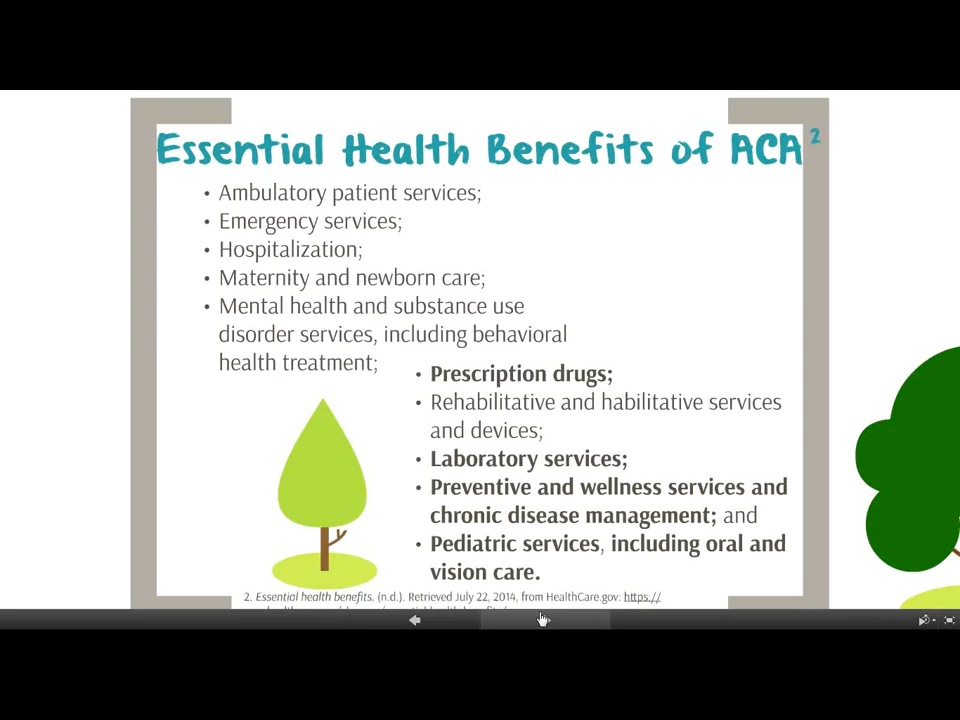 Essential Health Benefits of ACA 2
• Ambulatory patient services;
• Emergency services;
• Hospitalization;
• Maternity and newborn care;
• Mental health and substance use
disorder services, including behavioral
health treatment;
• Prescription drugs;
• Rehabilitative and habilitative services
and devices;
• Laboratory services;
• Preventive and wellness services and
chronic disease management; and
• Pediatric services, including oral and
vision care.
2. Essential health benefits. (n.d.). Retrieved July 22, 2014, from HealthCare.gov: https://